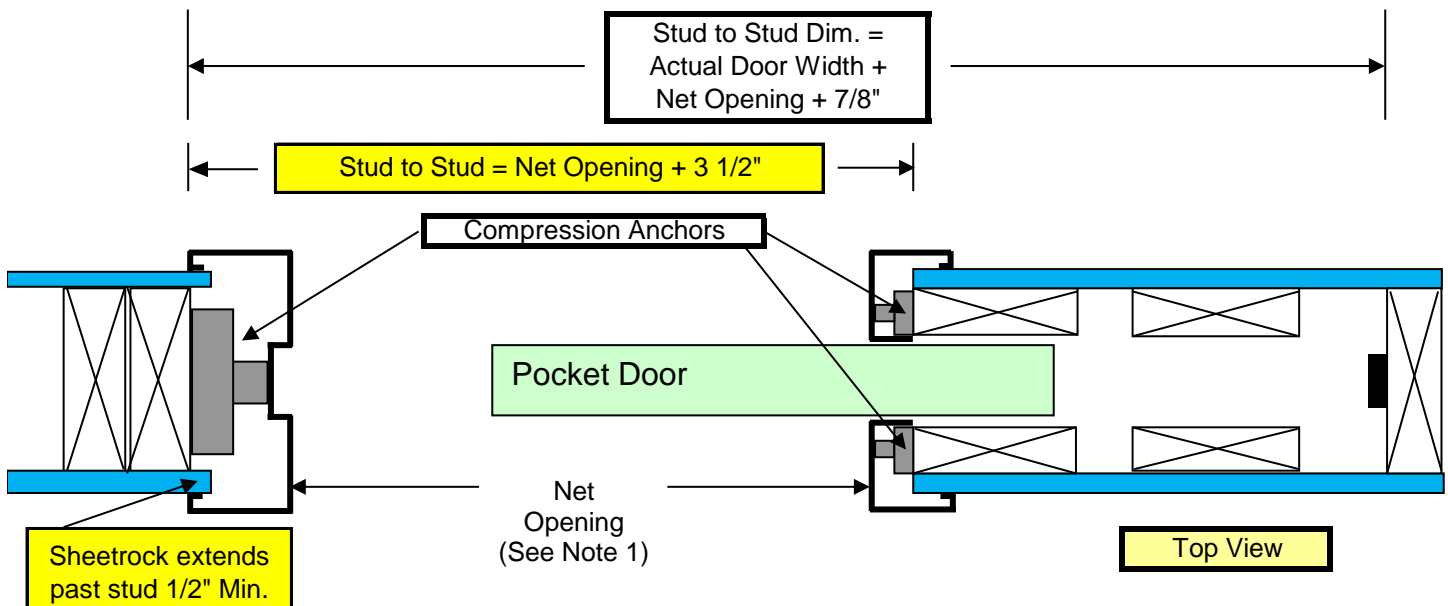 Stud to Stud Dim. =
Actual Door Width +
Net Opening + 7/8"
Stud to Stud = Net Opening + 3 1/2"
Compression Anchors
Pocket Door
Net
Opening
(See Note 1)
Top View
Sheetrock extends
past stud 1/2" Min.